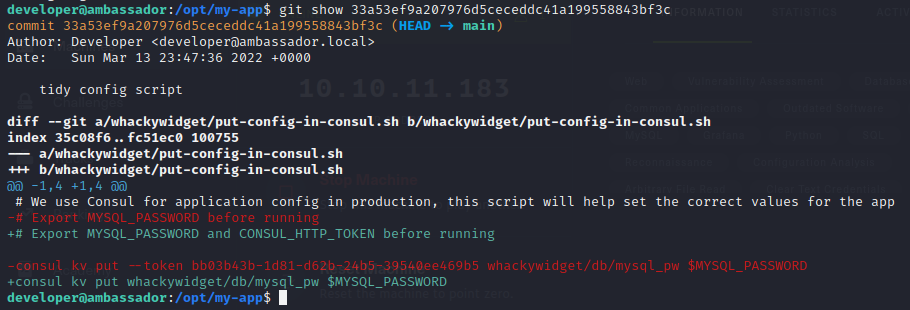 developer@ambassador:/opt/my-app$ git show 33a53ef9a207976d5ceceddc41a199558843bf3c
commit 33a53ef9a207976d5ceceddc41a199558843bf3c (HEAD → main)
Author: Developer <developer@ambassador.local>
Date:   Sun Mar 13 23:47:36 2022 +0000
    tidy config script
10.10.11.183
diff --git a/whackywidget/put-config-in-consul.sh b/whackywidget/put-config-in-consul.sh
index 35c08f6..fc51ec0 100755
--- a/whackywidget/put-config-in-consul.sh
+++ b/whackywidget/put-config-in-consul.sh
@@ -1,4 +1,4 @@
 # We use Consul for application config in production, this script will help set the correct values for the app
-# Export MYSQL_PASSWORD before running
+# Export MYSQL_PASSWORD and CONSUL_HTTP_TOKEN before running
-consul kv put --token bb03b43b-1d81-d62b-24b5-39540ee469b5 whackywidget/db/mysql_pw $MYSQL_PASSWORD
+consul kv put whackywidget/db/mysql_pw $MYSQL_PASSWORD
developer@ambassador:/opt/my-app$